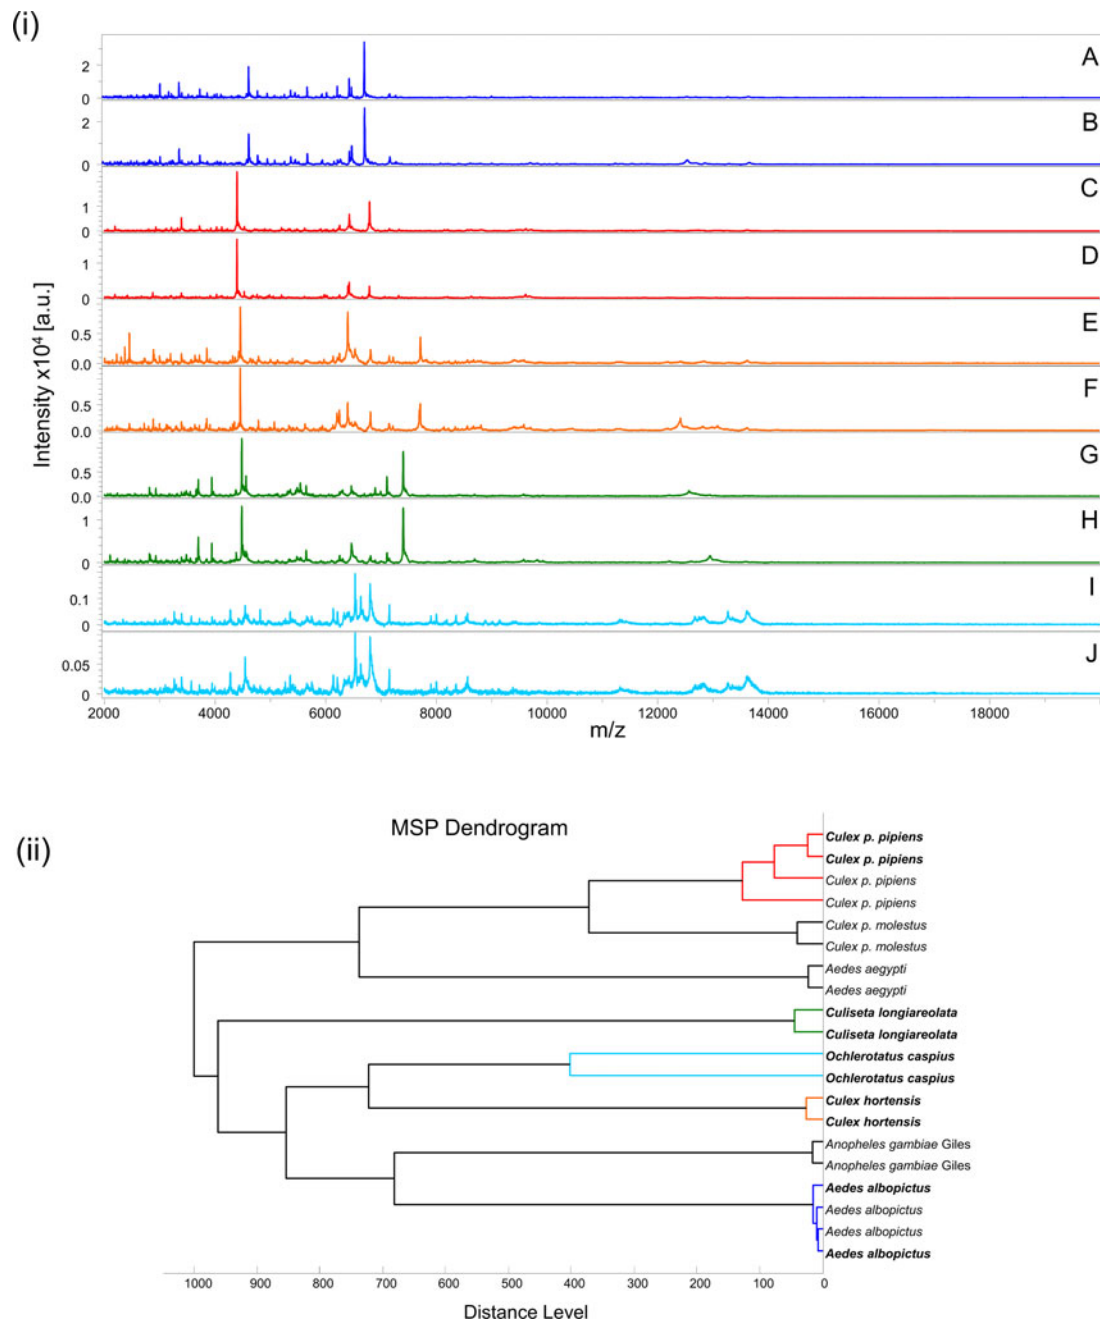 (i)
A
2
0
B
2
0
C
1
0
D
1
0
E
0.5
0.0
F
0.5
0.0
G
0.5
0.0
H
1
0
I
0.1
0
J
0.05
0
Intensity x10⁴ [a.u.]
2000 4000 6000 8000 10000 12000 14000 16000 18000
m/z
(ii)
MSP Dendrogram
Culex p. pipiens
Culex p. pipiens
Culex p. pipiens
Culex p. pipiens
Culex p. molestus
Culex p. molestus
Aedes aegypti
Aedes aegypti
Culiseta longiareolata
Culiseta longiareolata
Ochlerotatus caspius
Ochlerotatus caspius
Culex hortensis
Culex hortensis
Anopheles gambiae Giles
Anopheles gambiae Giles
Aedes albopictus
Aedes albopictus
Aedes albopictus
Aedes albopictus
1000 900 800 700 600 500 400 300 200 100 0
Distance Level